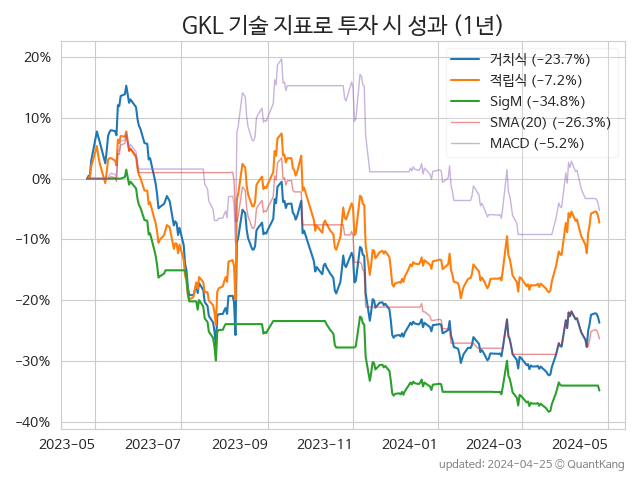 GKL 기술 지표로 투자 시 성과 (1년)
거치식 (−23.7%)
적립식 (−7.2%)
SigM (−34.8%)
SMA(20) (−26.3%)
MACD (−5.2%)
20%
10%
0%
−10%
−20%
−30%
−40%
2023-05 2023-07 2023-09 2023-11 2024-01 2024-03 2024-05
updated: 2024-04-25 © QuantKang